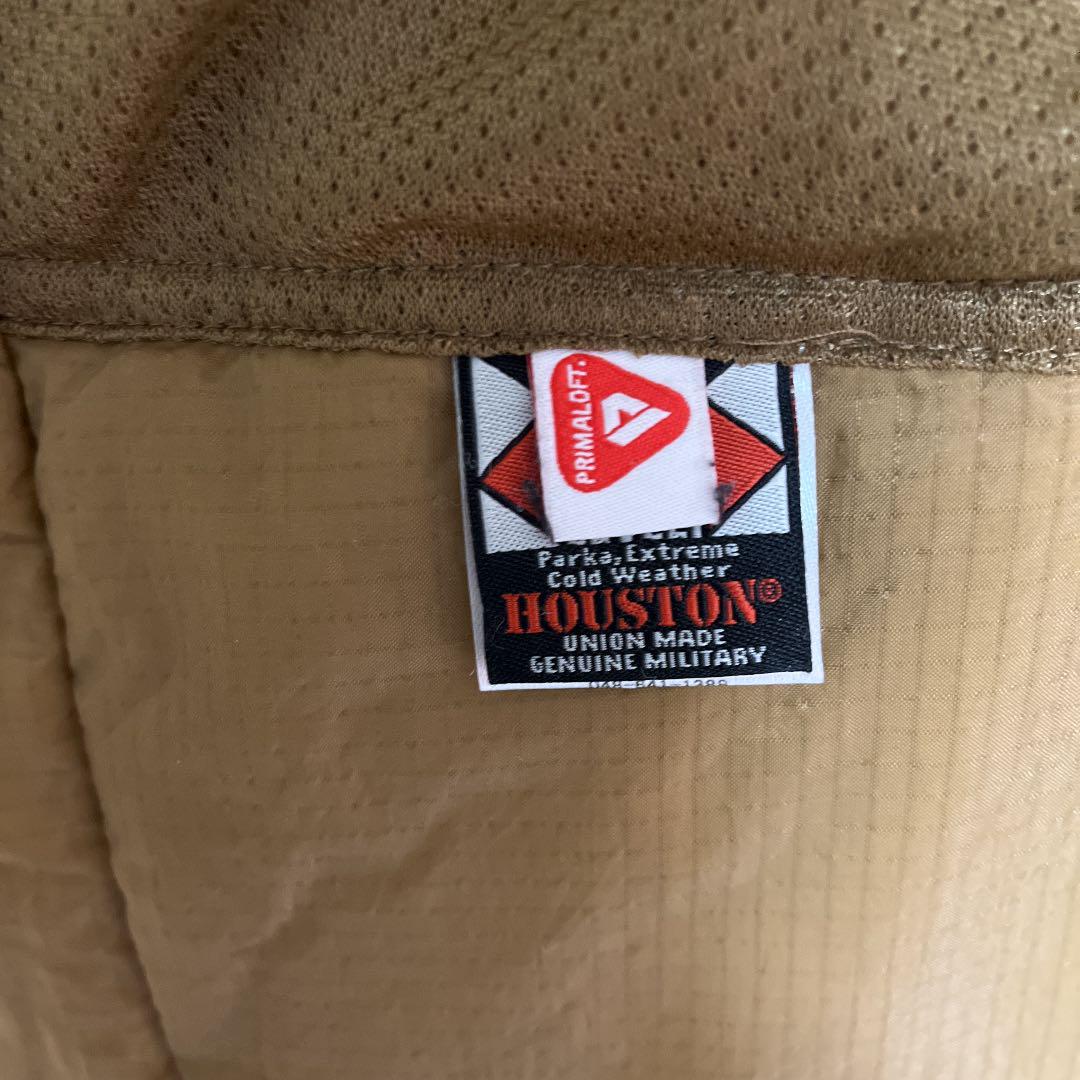 PRIMALOFT.
Parka, Extreme
Cold Weather
HOUSTON®
UNION MADE
GENUINE MILITARY